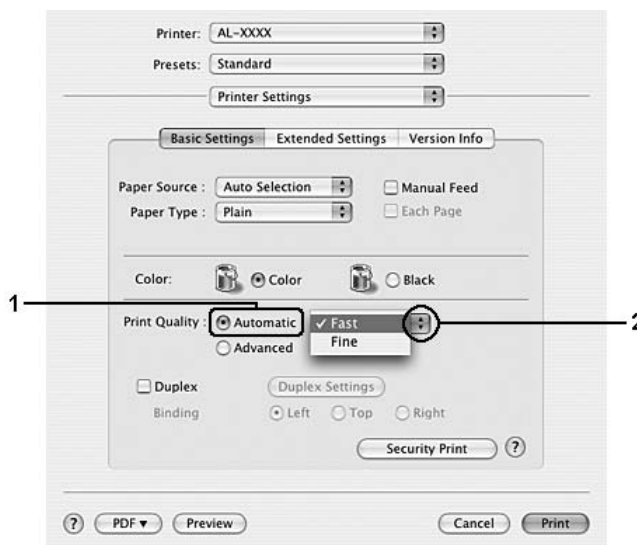 Printer: AL-XXXX
Presets: Standard
Printer Settings
Basic Settings Extended Settings Version Info
Paper Source : Auto Selection Manual Feed
Paper Type : Plain Each Page
Color: Color Black
1
Print Quality : Automatic ✓ Fast 2
Advanced Fine
Duplex Duplex Settings
Binding Left Top Right
Security Print ?
? PDF ▼ Preview Cancel Print